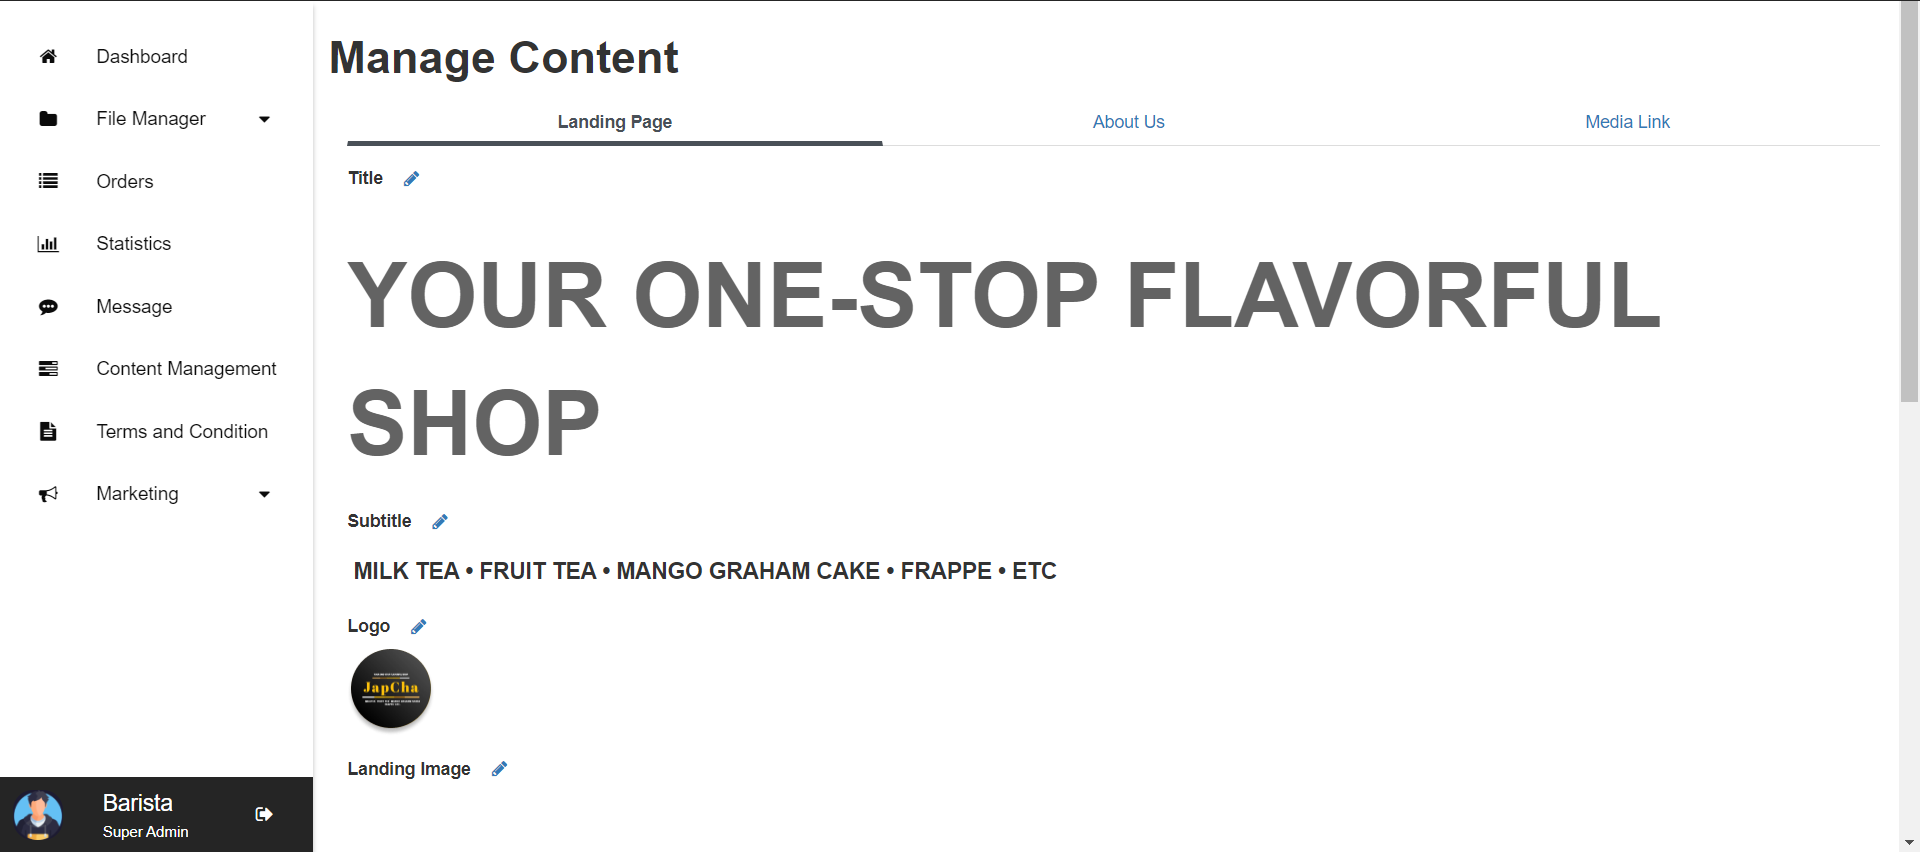 Dashboard
File Manager
Orders
Statistics
Message
Content Management
Terms and Condition
Marketing
Barista
Super Admin
Manage Content
Landing Page
About Us
Media Link
Title
YOUR ONE-STOP FLAVORFUL
SHOP
Subtitle
MILK TEA • FRUIT TEA • MANGO GRAHAM CAKE • FRAPPE • ETC
Logo
JapCha
Landing Image